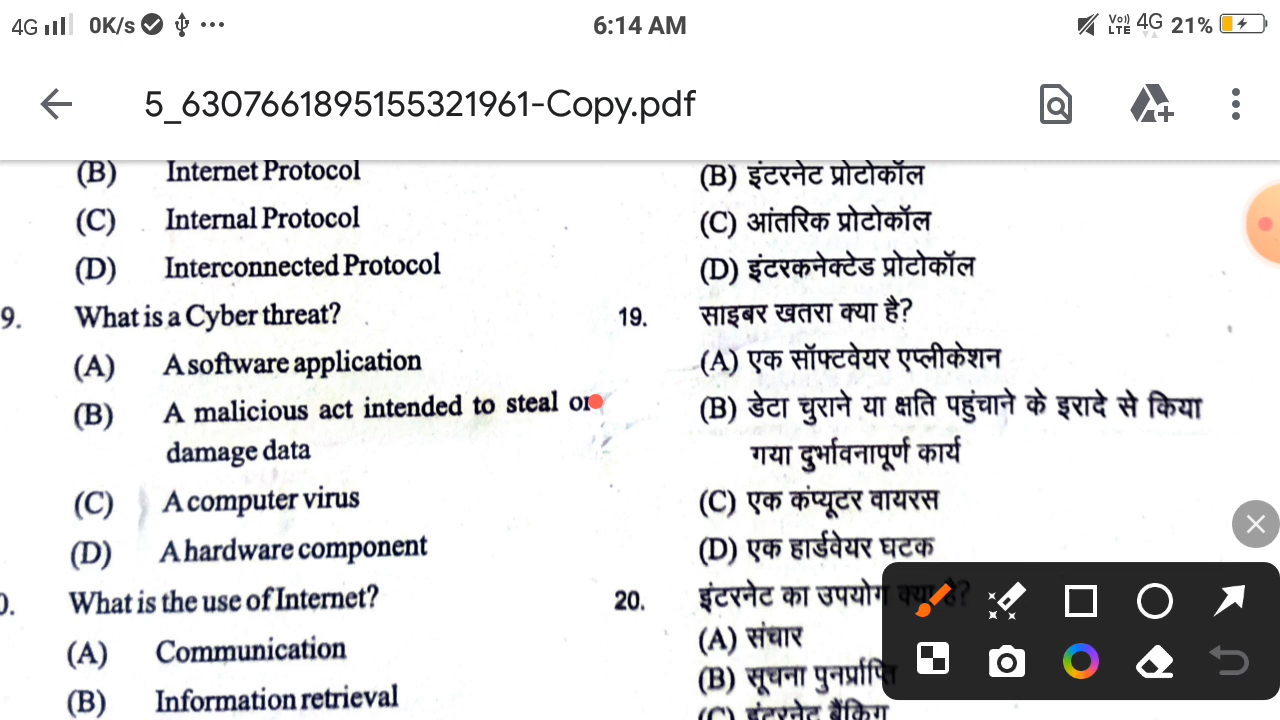 4G 0K/s 6:14 AM Vo)) LTE 4G 21%
5_6307661895155321961-Copy.pdf
(B) Internet Protocol
(C) Internal Protocol
(D) Interconnected Protocol
9. What is a Cyber threat?
(A) A software application
(B) A malicious act intended to steal or
damage data
(C) A computer virus
(D) A hardware component
0. What is the use of Internet?
(A) Communication
(B) Information retrieval
(B) इंटरनेट प्रोटोकॉल
(C) आंतरिक प्रोटोकॉल
(D) इंटरकनेक्टेड प्रोटोकॉल
19. साइबर खतरा क्या है?
(A) एक सॉफ्टवेयर एप्लीकेशन
(B) डेटा चुराने या क्षति पहुंचाने के इरादे से किया
गया दुर्भावनापूर्ण कार्य
(C) एक कंप्यूटर वायरस
(D) एक हार्डवेयर घटक
20. इंटरनेट का उपयोग क्या है?
(A) संचार
(B) सूचना पुनर्प्राप्ति
(C) इंटरनेट बैंकिंग